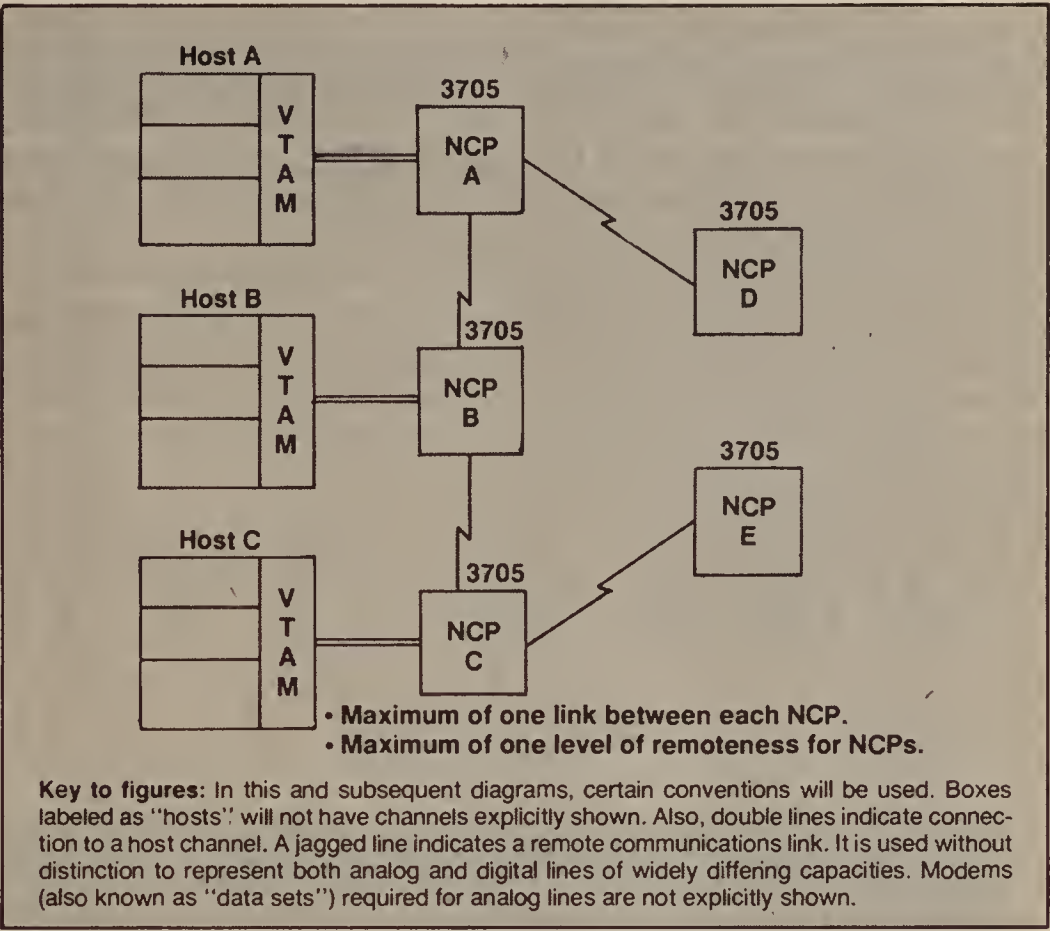 Host A
V
T
A
M
3705
NCP
A
3705
NCP
D
Host B
V
T
A
M
3705
NCP
B
3705
NCP
E
Host C
V
T
A
M
3705
NCP
C
• Maximum of one link between each NCP.
• Maximum of one level of remoteness for NCPs.
Key to figures: In this and subsequent diagrams, certain conventions will be used. Boxes
labeled as "hosts" will not have channels explicitly shown. Also, double lines indicate connec-
tion to a host channel. A jagged line indicates a remote communications link. It is used without
distinction to represent both analog and digital lines of widely differing capacities. Modems
(also known as "data sets") required for analog lines are not explicitly shown.